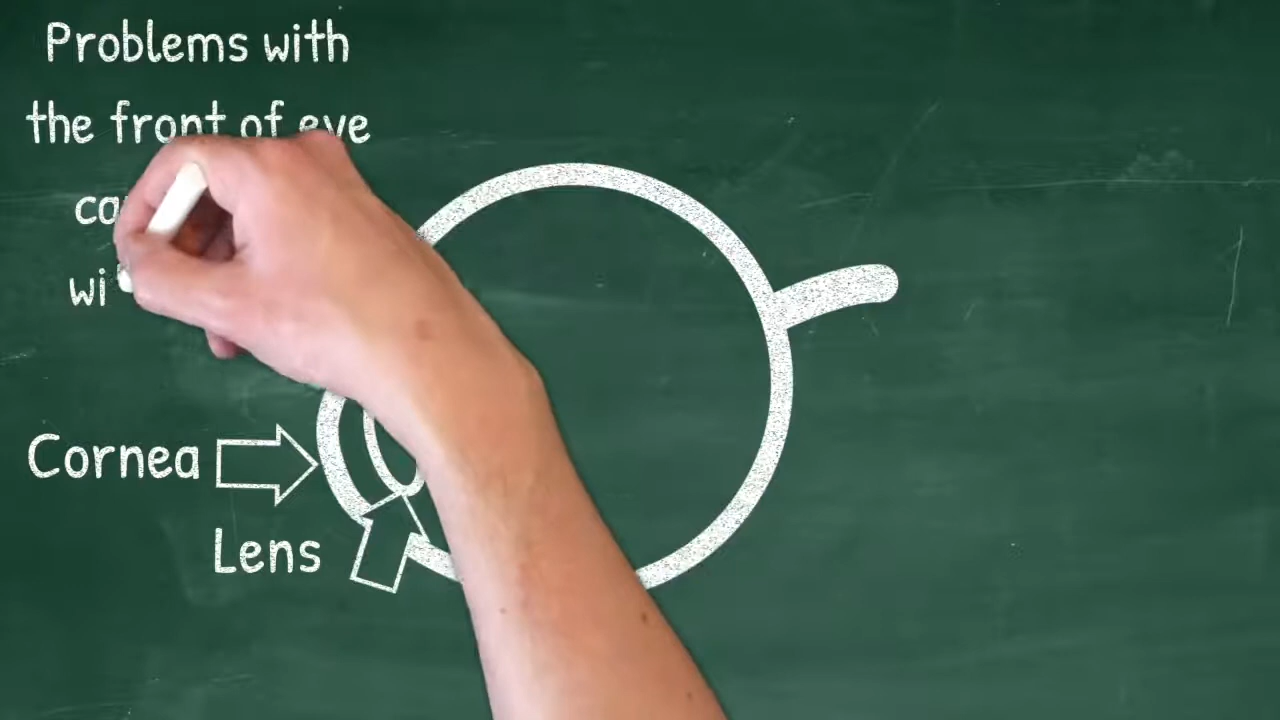 Problems with
the front of eye
Cornea
Lens